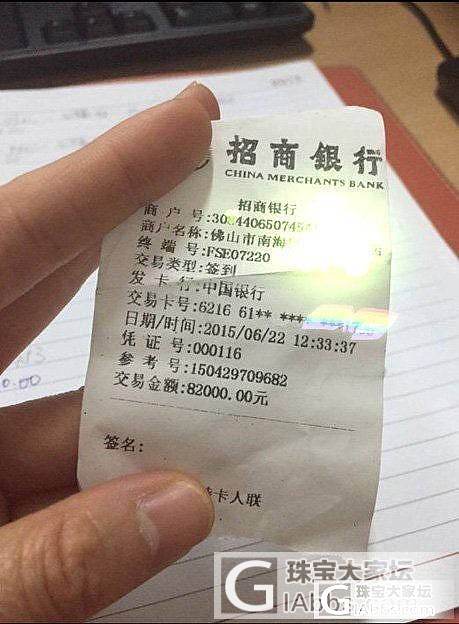 招商銀行
CHINA MERCHANTS BANK
招商银行
商 户 号:
商户名称:佛山市南海
终 端 号:FSE07220
交易类型:签到
发 卡 行:中国银行
交易卡号:6216 61** ***
日期/时间:2015/06/22 12:33:37
凭 证 号:000116
参 考 号:150429709682
交易金额:82000.00元
签名:
卡人联
珠宝大家坛